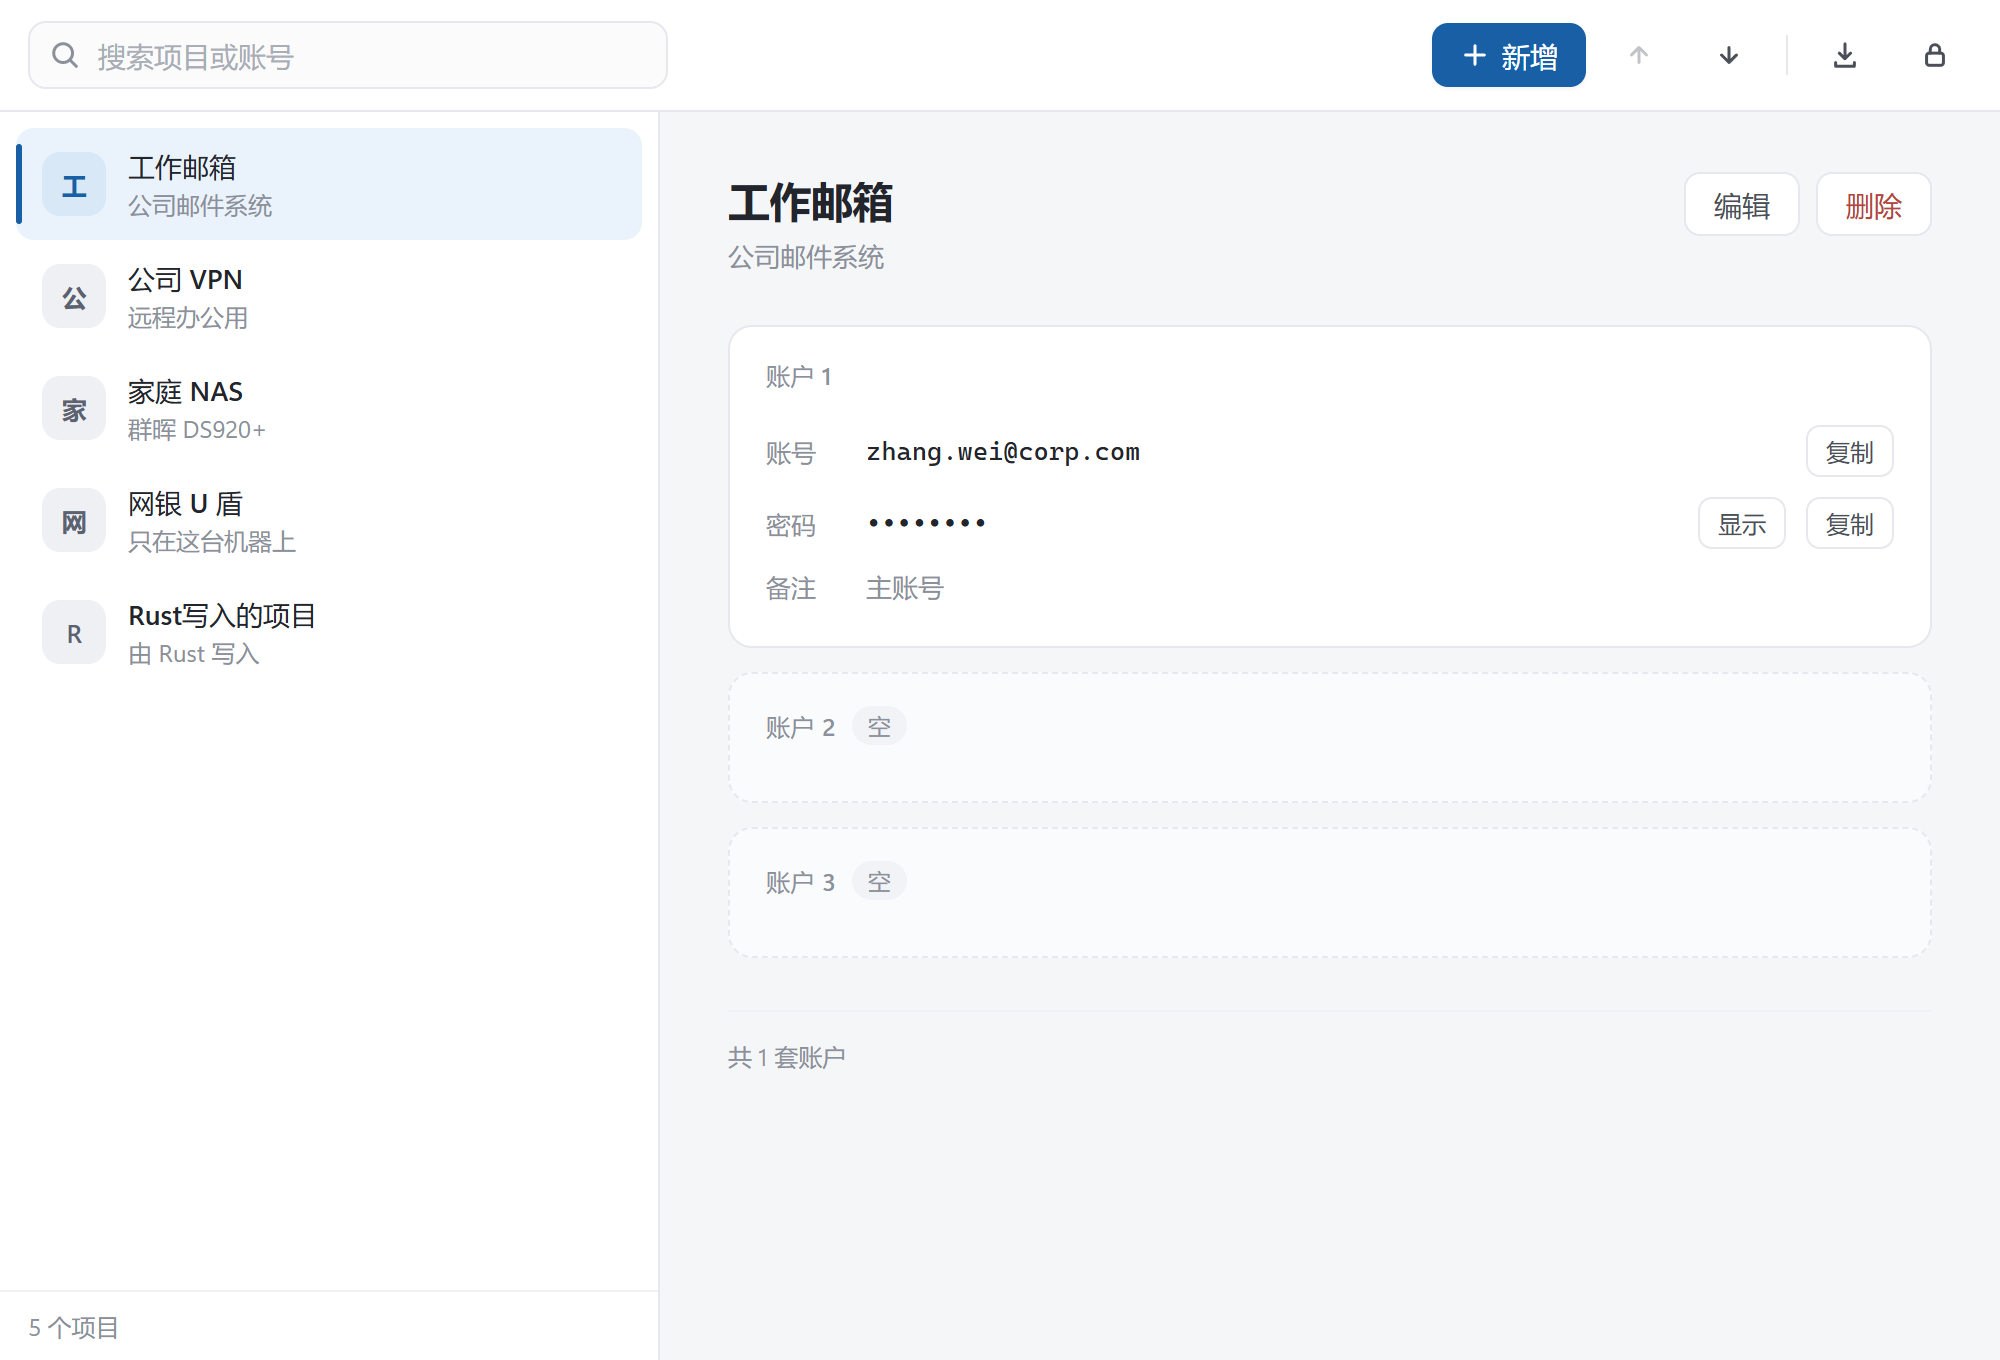 搜索项目或账号
新增
工
工作邮箱
公司邮件系统
公
公司 VPN
远程办公用
家
家庭 NAS
群晖 DS920+
网
网银 U 盾
只在这台机器上
R
Rust写入的项目
由 Rust 写入
5 个项目
工作邮箱
公司邮件系统
编辑
删除
账户 1
账号
zhang.wei@corp.com
复制
密码
••••••••
显示
复制
备注
主账号
账户 2
空
账户 3
空
共 1 套账户